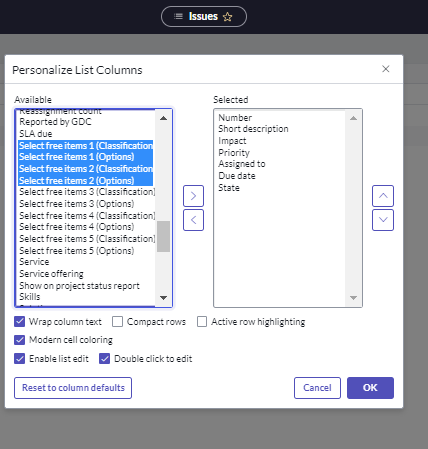 Issues
Personalize List Columns
Available
Selected
Reassignment count
Reported by GDC
SLA due
Select free items 1 (Classification)
Select free items 1 (Options)
Select free items 2 (Classification
Select free items 2 (Options)
Select free items 3 (Classification)
Select free items 3 (Options)
Select free items 4 (Classification)
Select free items 4 (Options)
Select free items 5 (Classification)
Select free items 5 (Options)
Service
Service offering
Show on project status report
Skills
Number
Short description
Impact
Priority
Assigned to
Due date
State
Wrap column text
Compact rows
Active row highlighting
Modern cell coloring
Enable list edit
Double click to edit
Reset to column defaults
Cancel
OK